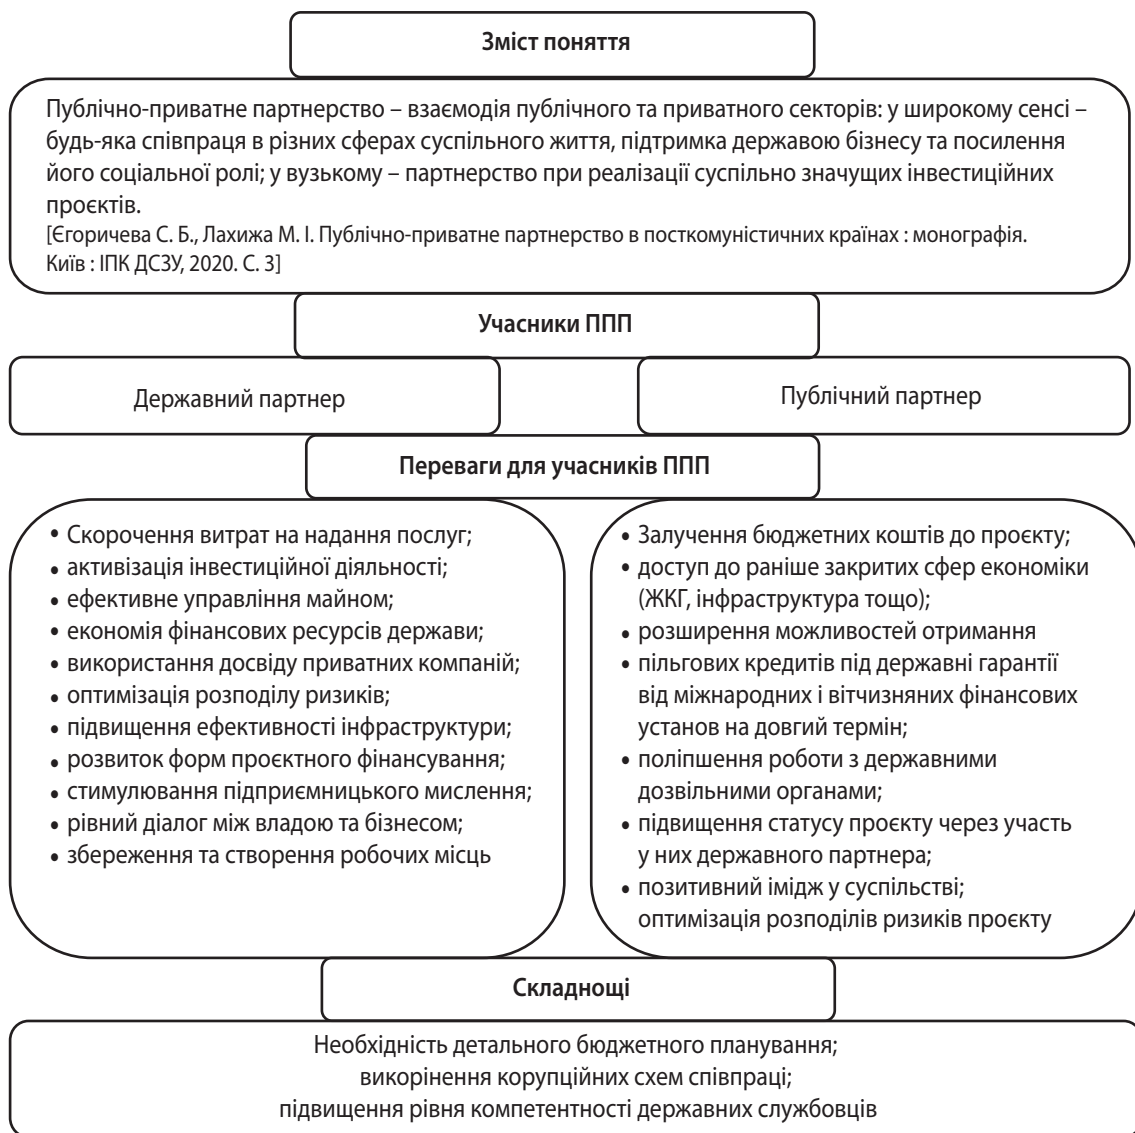 Зміст поняття
Публічно-приватне партнерство – взаємодія публічного та приватного секторів: у широкому сенсі –
будь-яка співпраця в різних сферах суспільного життя, підтримка державою бізнесу та посилення
його соціальної ролі; у вузькому – партнерство при реалізації суспільно значущих інвестиційних
проєктів.
[Єгоричева С. Б., Лахижа М. І. Публічно-приватне партнерство в посткомуністичних країнах : монографія.
Київ : ІПК ДСЗУ, 2020. С. 3]
Учасники ППП
Державний партнер
Публічний партнер
Переваги для учасників ППП
• Скорочення витрат на надання послуг;
• активізація інвестиційної діяльності;
• ефективне управління майном;
• економія фінансових ресурсів держави;
• використання досвіду приватних компаній;
• оптимізація розподілу ризиків;
• підвищення ефективності інфраструктури;
• розвиток форм проєктного фінансування;
• стимулювання підприємницького мислення;
• рівний діалог між владою та бізнесом;
• збереження та створення робочих місць
• Залучення бюджетних коштів до проєкту;
• доступ до раніше закритих сфер економіки
(ЖКГ, інфраструктура тощо);
• розширення можливостей отримання
• пільгових кредитів під державні гарантії
від міжнародних і вітчизняних фінансових
установ на довгий термін;
• поліпшення роботи з державними
дозвільними органами;
• підвищення статусу проєкту через участь
у них державного партнера;
• позитивний імідж у суспільстві;
оптимізація розподілів ризиків проєкту
Складнощі
Необхідність детального бюджетного планування;
викорінення корупційних схем співпраці;
підвищення рівня компетентності державних службовців